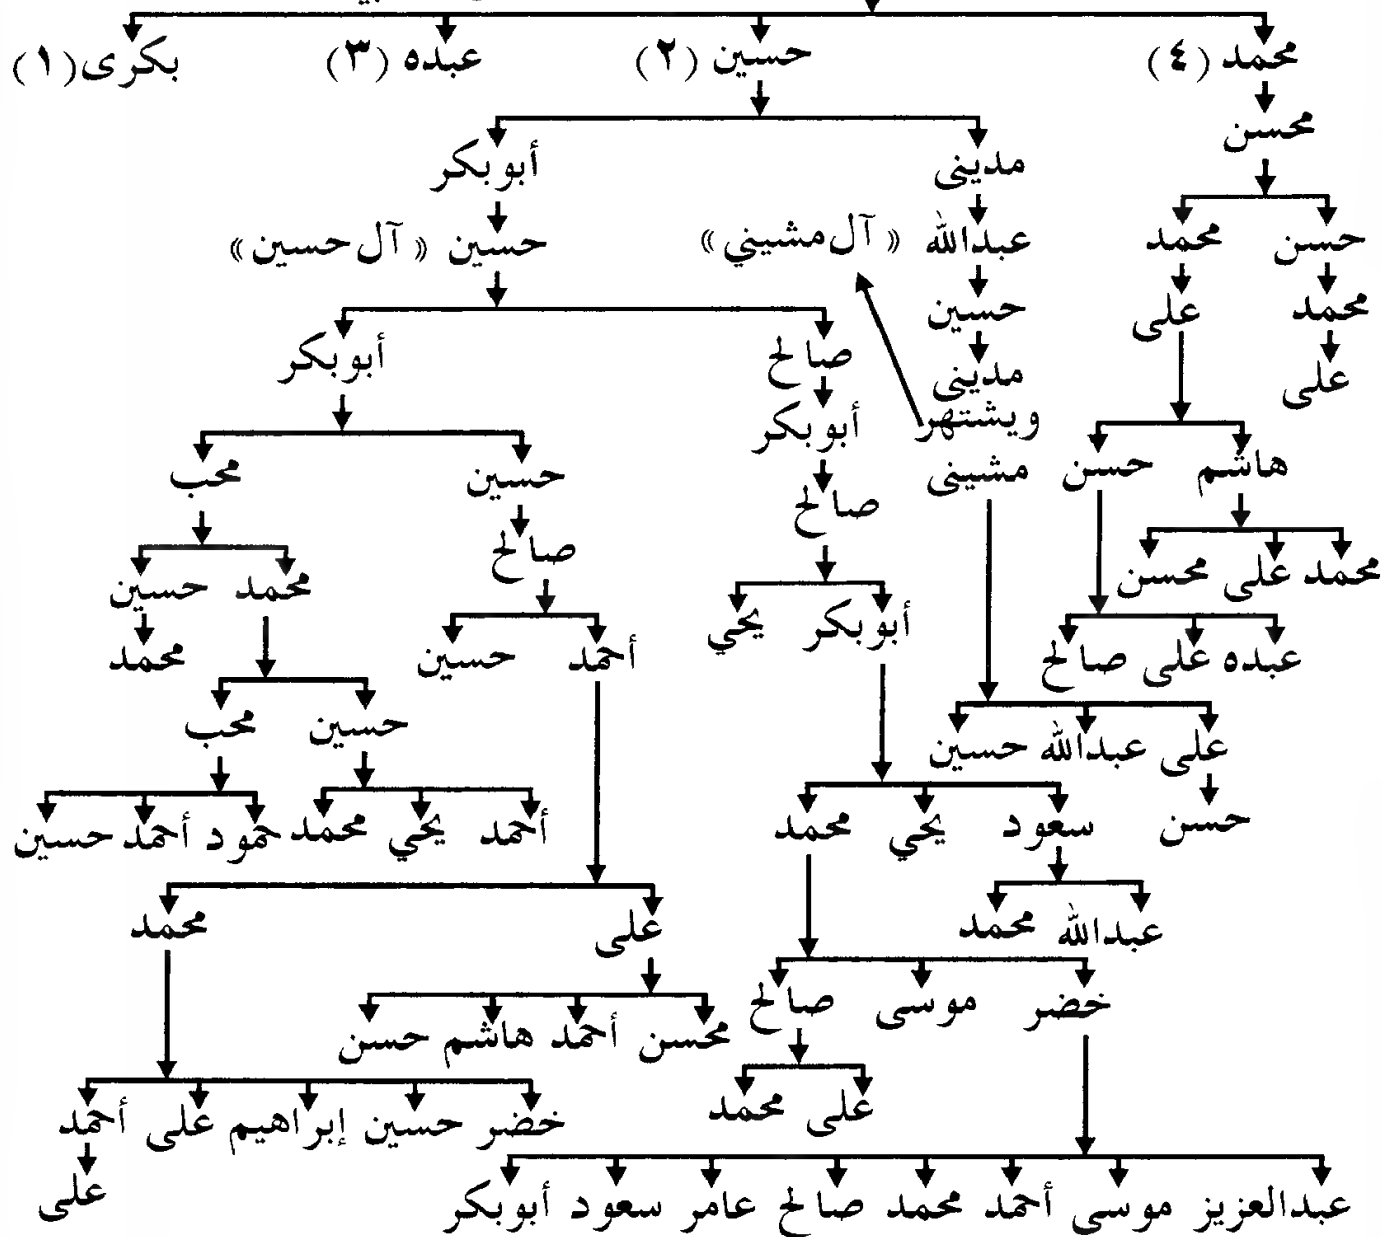 محمد (٤) حسين (٢) عبده (٣) بكرى (١)
محسن
مدينى أبوبكر
حسن محمد عبدالله « آل مشيني » حسين « آل حسين »
محمد على حسين
على صالح أبوبكر
مدينى
ويشتهر أبوبكر
هاشم حسن مشينى حسين محب
صالح
محمد على محسن صالح
أبوبكر يحي محمد حسين
عبده على صالح أحمد حسين محمد
على عبدالله حسين حسين محب
حسن سعود يحي محمد أحمد يحي محمد حمود أحمد حسين
عبدالله محمد على محمد
خضر موسى صالح
محسن أحمد هاشم حسن
على محمد خضر حسين إبراهيم على أحمد
عبدالعزيز موسى أحمد محمد صالح عامر سعود أبوبكر على